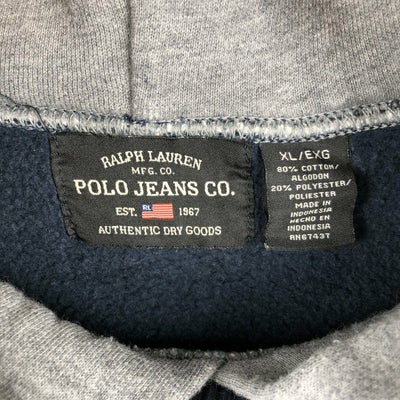 RALPH LAUREN
MFG. CO.
POLO JEANS CO.
EST. RL 1967
AUTHENTIC DRY GOODS
XL/EXG
80% COTTON/
ALGODON
20% POLYESTER/
POLIESTER
MADE IN
INDONESIA
HECHO EN
INDONESIA
RN6743T